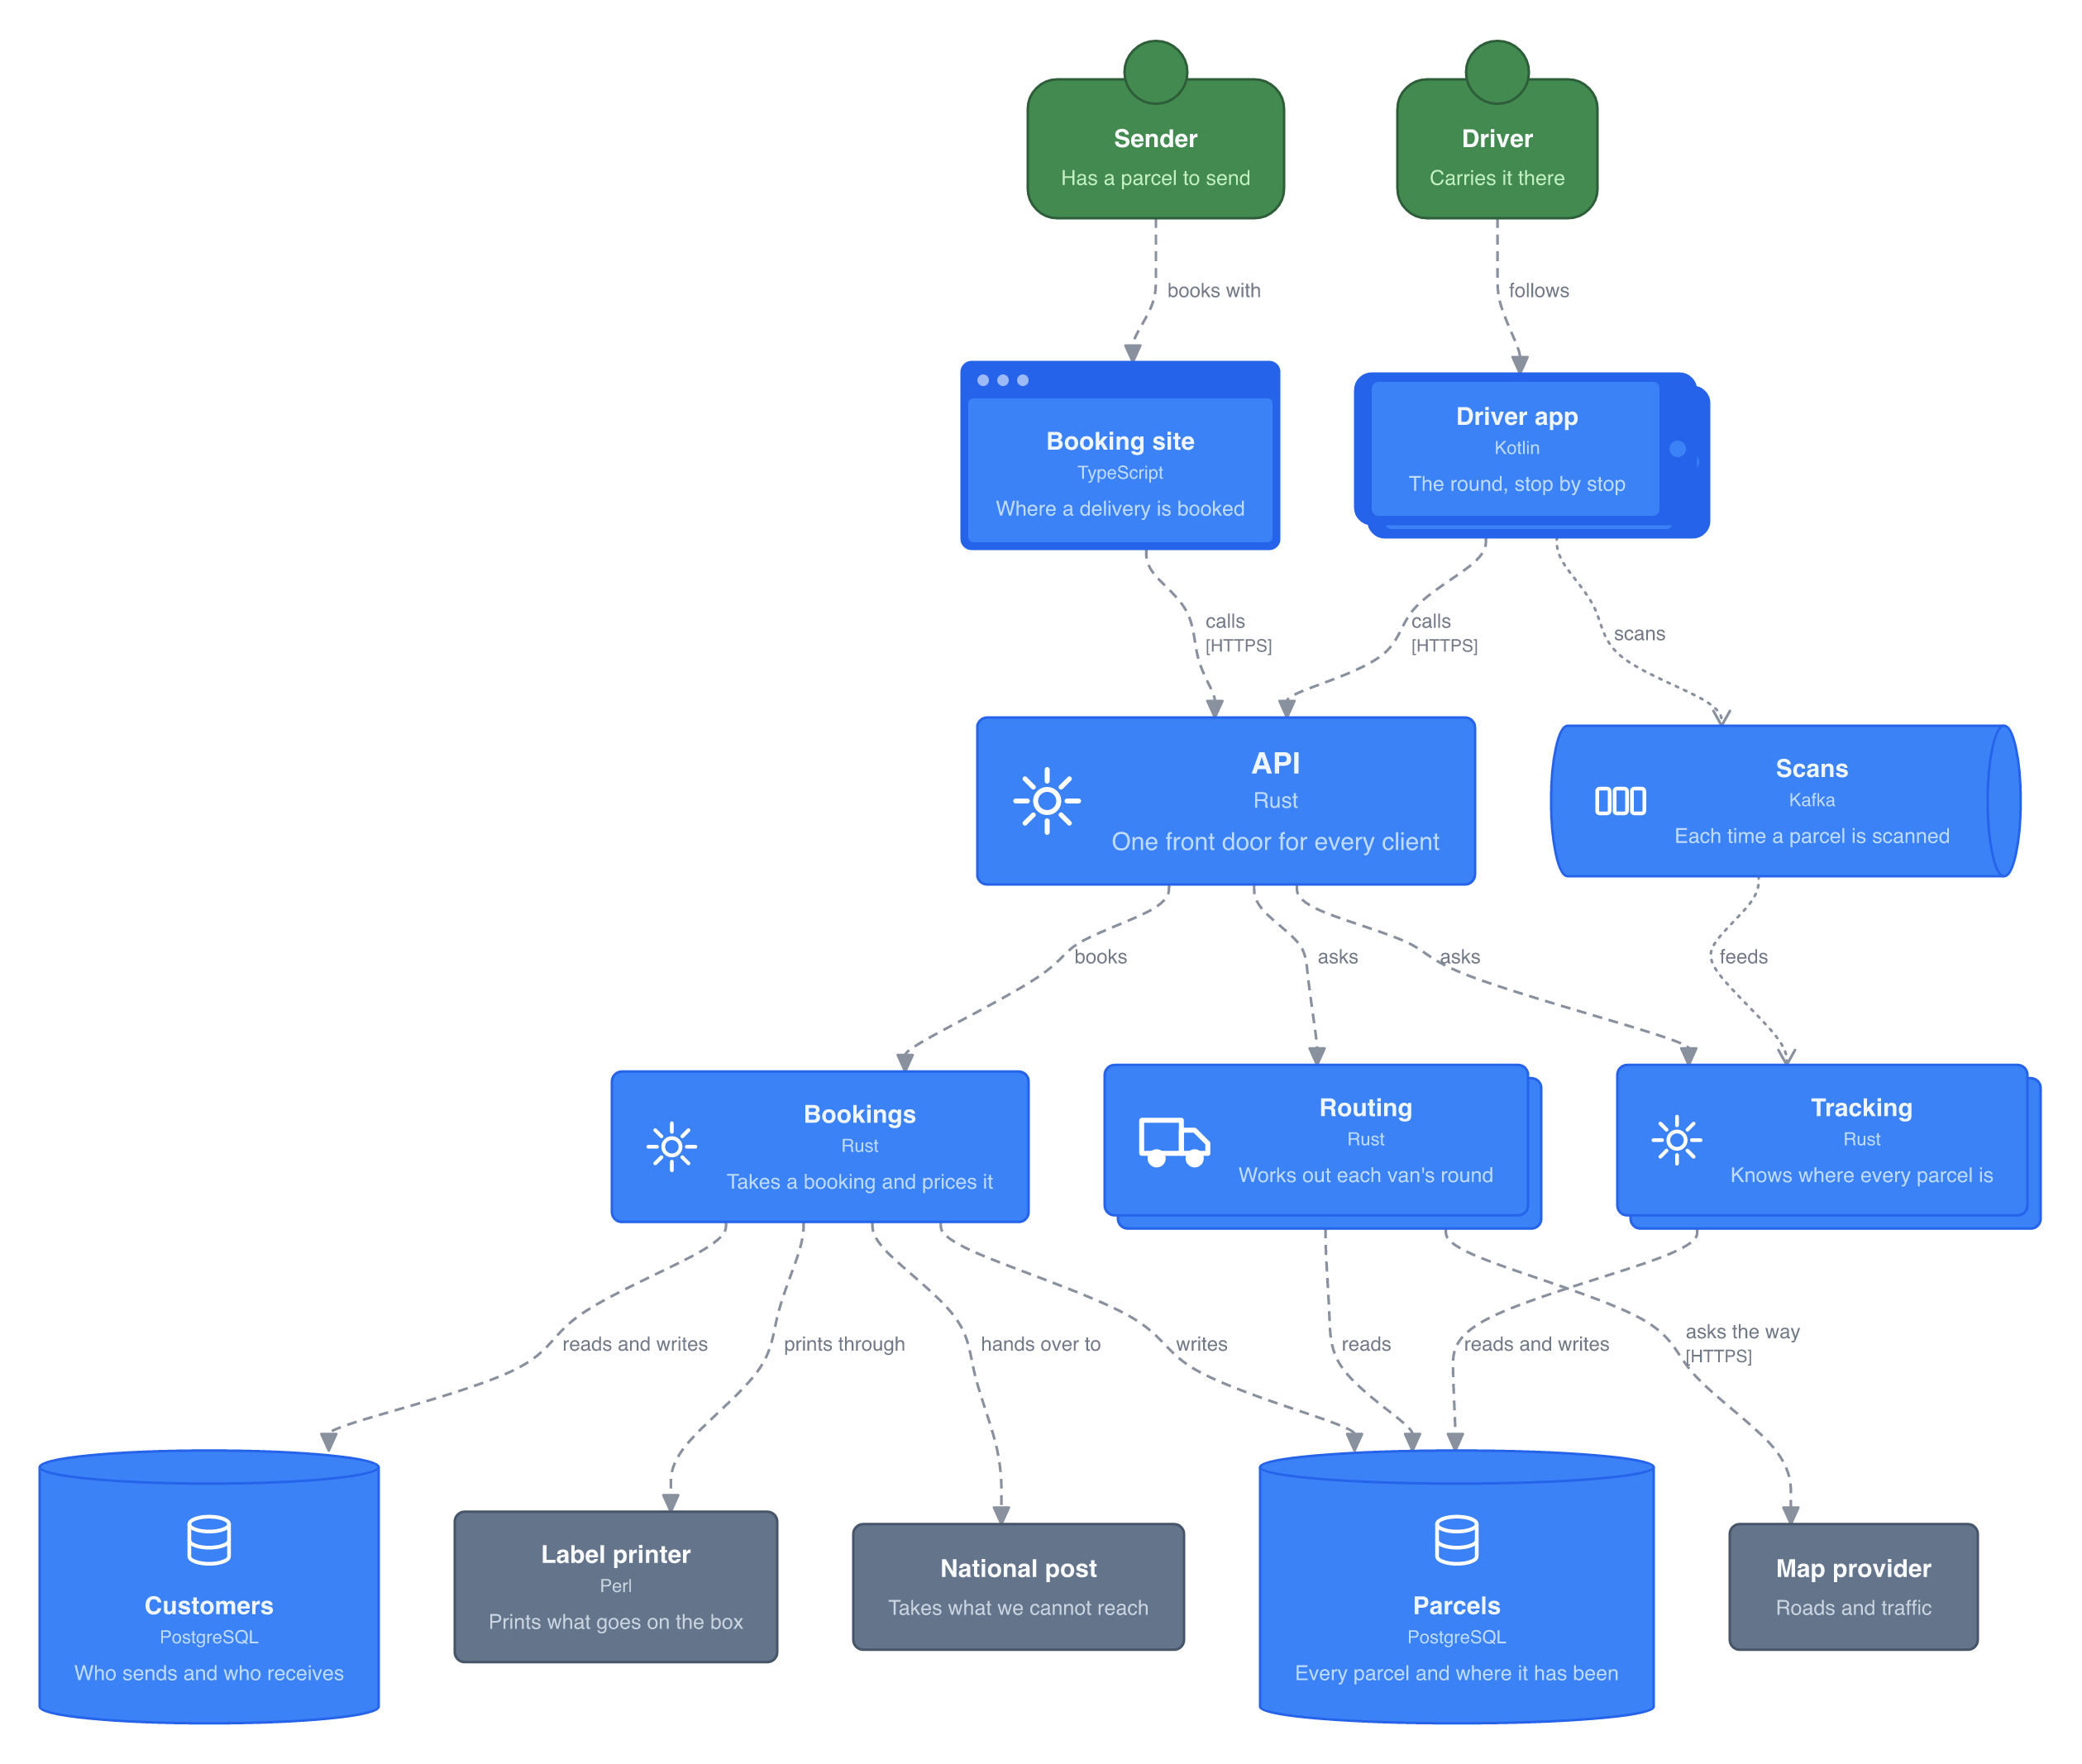 Sender
Has a parcel to send
Driver
Carries it there
books with
follows
Booking site
TypeScript
Where a delivery is booked
Driver app
Kotlin
The round, stop by stop
calls
[HTTPS]
calls
[HTTPS]
scans
API
Rust
One front door for every client
Scans
Kafka
Each time a parcel is scanned
books
asks
asks
feeds
Bookings
Rust
Takes a booking and prices it
Routing
Rust
Works out each van's round
Tracking
Rust
Knows where every parcel is
reads and writes
prints through
hands over to
writes
reads
reads and writes
asks the way
[HTTPS]
Customers
PostgreSQL
Who sends and who receives
Label printer
Perl
Prints what goes on the box
National post
Takes what we cannot reach
Parcels
PostgreSQL
Every parcel and where it has been
Map provider
Roads and traffic